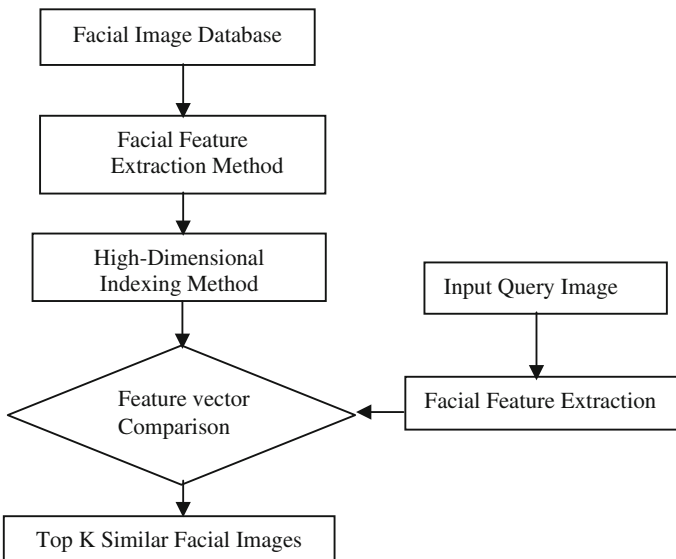 Facial Image Database
Facial Feature
Extraction Method
High-Dimensional
Indexing Method
Input Query Image
Feature vector
Comparison
Facial Feature Extraction
Top K Similar Facial Images